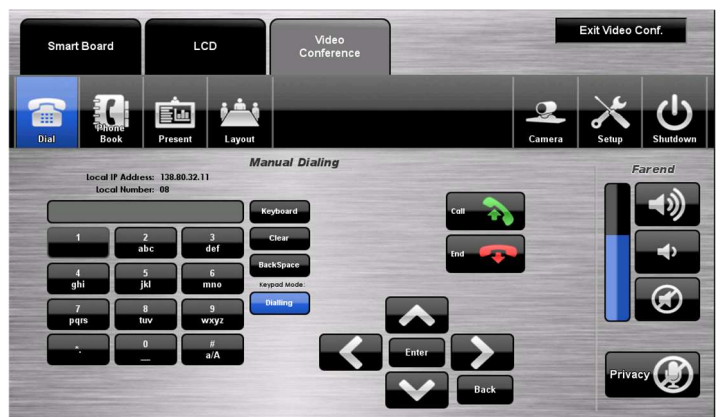 Smart Board
LCD
Video
Conference
Exit Video Conf.
Dial
Phone
Book
Present
Layout
Camera
Setup
Shutdown
Manual Dialing
Farend
Local IP Address: 138.80.32.11
Local Number: 08
Keyboard
Call
1
2
abc
3
def
Clear
End
4
ghi
5
jkl
6
mno
BackSpace
Keypad Mode:
7
pqrs
8
tuv
9
wxyz
Dialling
0
_
#
a/A
Enter
Back
Privacy